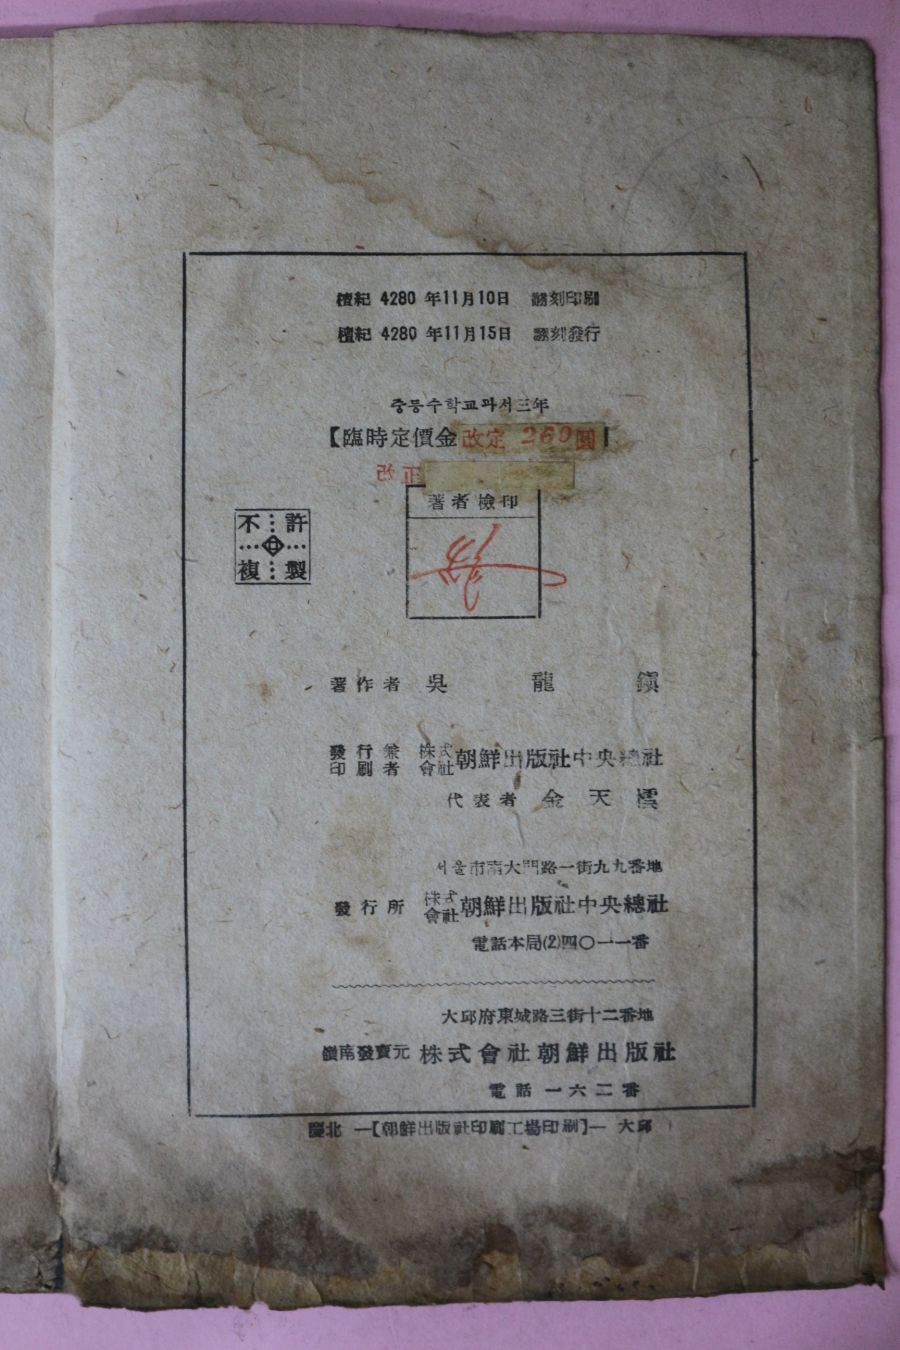 檀紀 4280 年11月10日 飜刻印刷
檀紀 4280 年11月15日 飜刻發行
중등수학교과서三年
【臨時定價金改定 260圓】
改正
著者檢印
不許
複製
著作者 吳龍鎭
發行兼印刷者 株式會社朝鮮出版社中央總社
代表者 金天
서울市南大門路一街九九番地
發行所 株式會社朝鮮出版社中央總社
電話本局(2)四〇一一番
大邱府東城路三街十二番地
嶺南發賣元 株式會社朝鮮出版社
電話 一六二番
慶北 —【朝鮮出版社印刷工場印刷】— 大邱